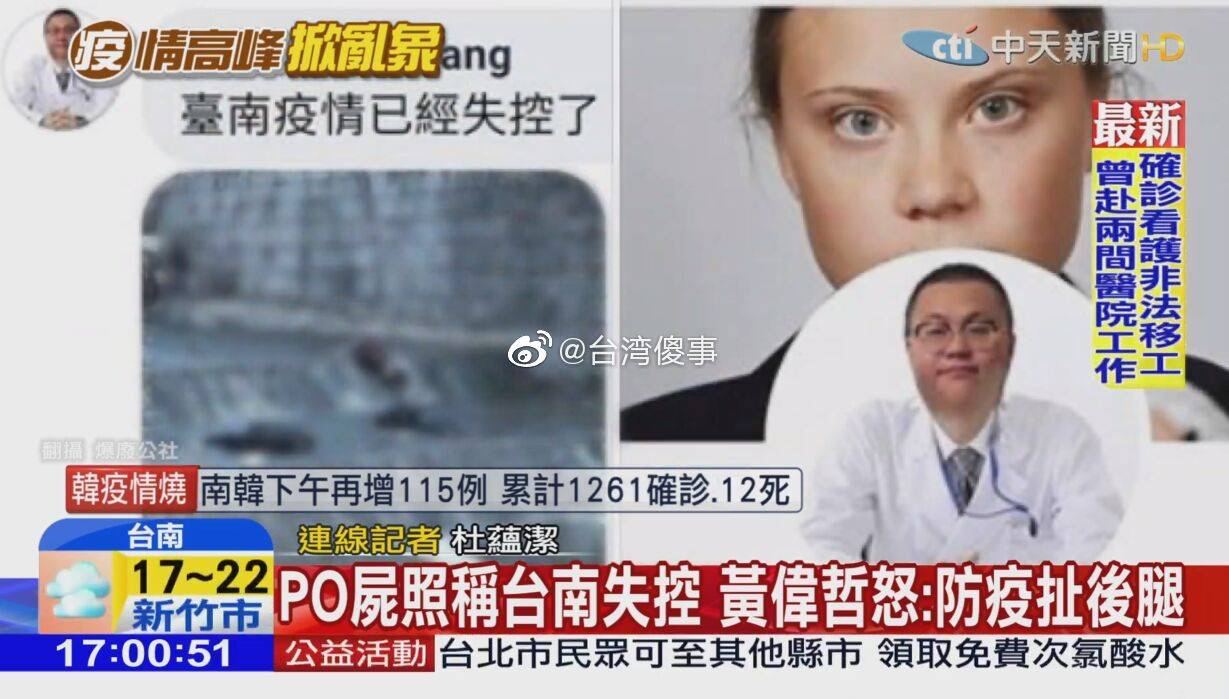 疫情高峰掀亂象
ang
臺南疫情已經失控了
cti 中天新聞HD
最新
確診看護非法移工
曾赴兩間醫院工作
@台湾傻事
翻攝 爆廢公社
韓疫情燒
南韓下午再增115例 累計1261確診.12死
台南
17~22
新竹市
連線記者 杜蘊潔
PO屍照稱台南失控 黃偉哲怒:防疫扯後腿
17:00:51
公益活動
台北市民眾可至其他縣市 領取免費次氯酸水